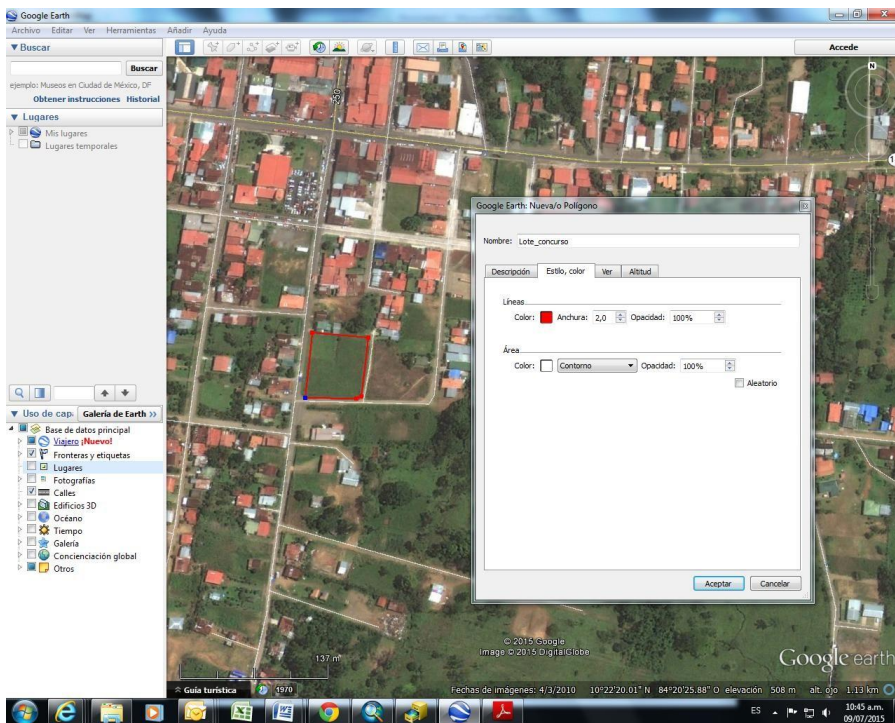 Google Earth
Archivo Editar Ver Herramientas Añadir Ayuda
Buscar
Accede
Buscar
ejemplo: Museos en Ciudad de México, DF
Obtener instrucciones Historial
Lugares
Mis lugares
Lugares temporales
250
N
1
Google Earth: Nueva/o Polígono
Nombre: Lote_concurso
Descripción Estilo, color Ver Altitud
Líneas
Color: Anchura: 2,0 Opacidad: 100%
Área
Color: Contorno Opacidad: 100%
Aleatorio
Aceptar Cancelar
Uso de cap Galería de Earth >>
Base de datos principal
Viajero ¡Nuevo!
Fronteras y etiquetas
Lugares
Fotografías
Calles
Edificios 3D
Océano
Tiempo
Galería
Concienciación global
Otros
© 2015 Google
Image © 2015 DigitalGlobe
137 m
Google earth
Guía turística 1970 Fechas de imágenes: 4/3/2010 10°22'20.01" N 84°20'25.88" O elevación 508 m alt. ojo 1.13 km
ES 10:45 a.m.
09/07/2015